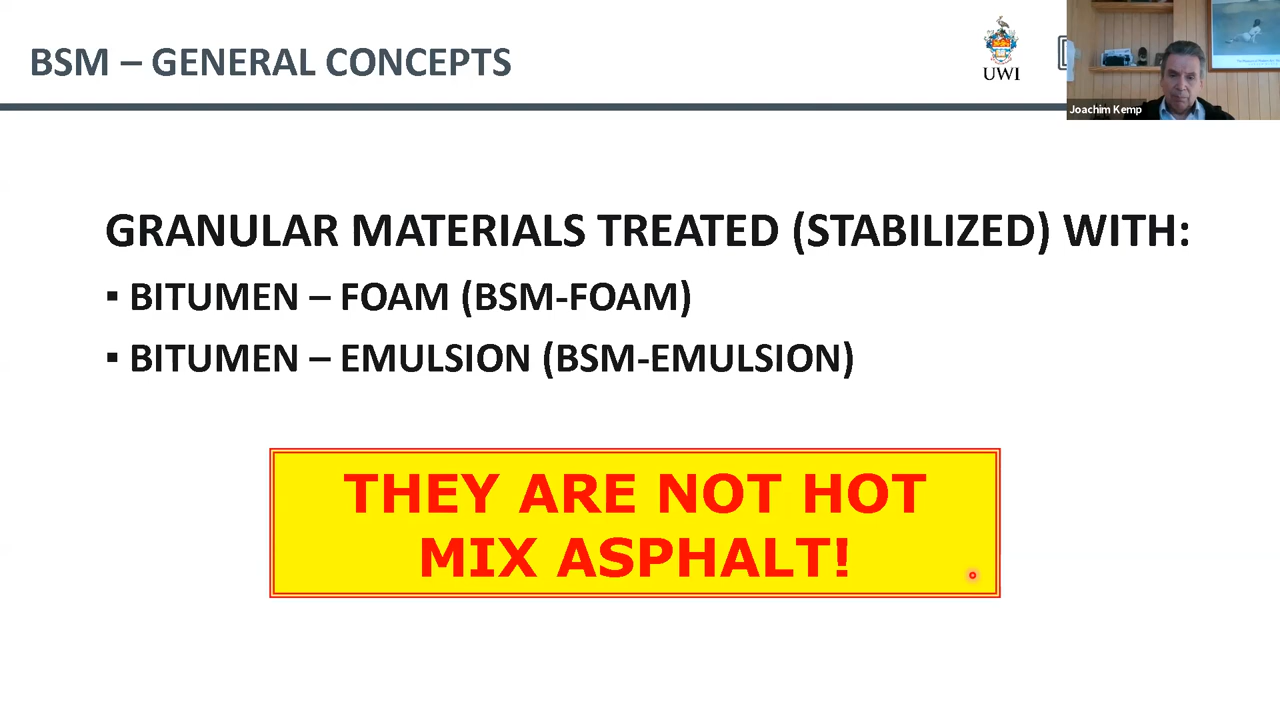 BSM – GENERAL CONCEPTS
UWI
Joachim Kemp
GRANULAR MATERIALS TREATED (STABILIZED) WITH:
▪ BITUMEN – FOAM (BSM-FOAM)
▪ BITUMEN – EMULSION (BSM-EMULSION)
THEY ARE NOT HOT
MIX ASPHALT!